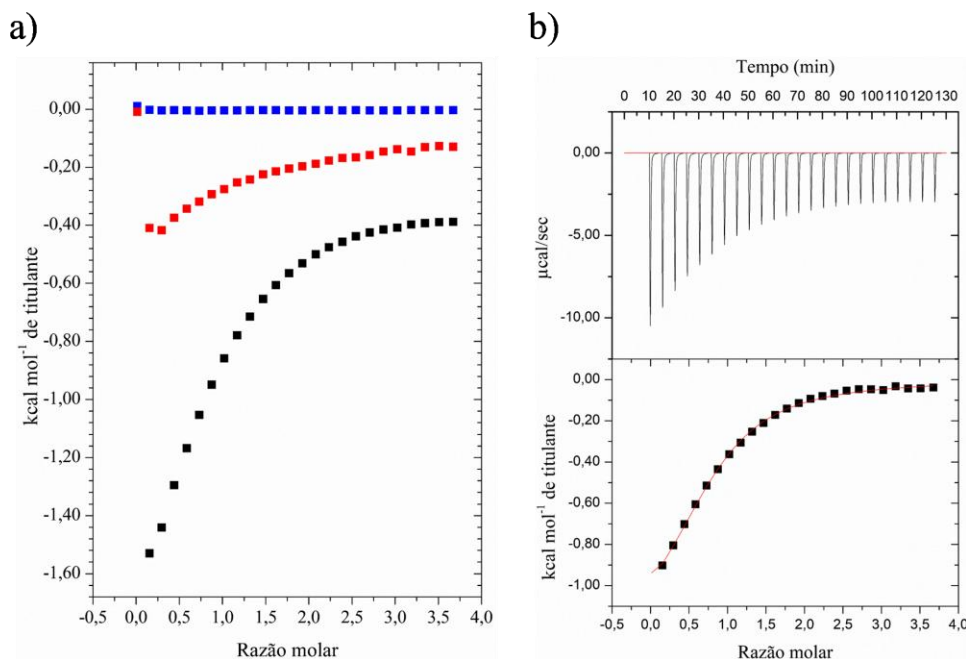 a)
0,00
-0,20
-0,40
-0,60
-0,80
-1,00
-1,20
-1,40
-1,60
kcal mol⁻¹ de titulante
-0,5 0,0 0,5 1,0 1,5 2,0 2,5 3,0 3,5 4,0
Razão molar
b)
Tempo (min)
0 10 20 30 40 50 60 70 80 90 100 110 120 130
0,00
-5,00
-10,00
µcal/sec
0,00
-0,20
-0,40
-0,60
-0,80
-1,00
kcal mol⁻¹ de titulante
-0,5 0,0 0,5 1,0 1,5 2,0 2,5 3,0 3,5 4,0
Razão molar